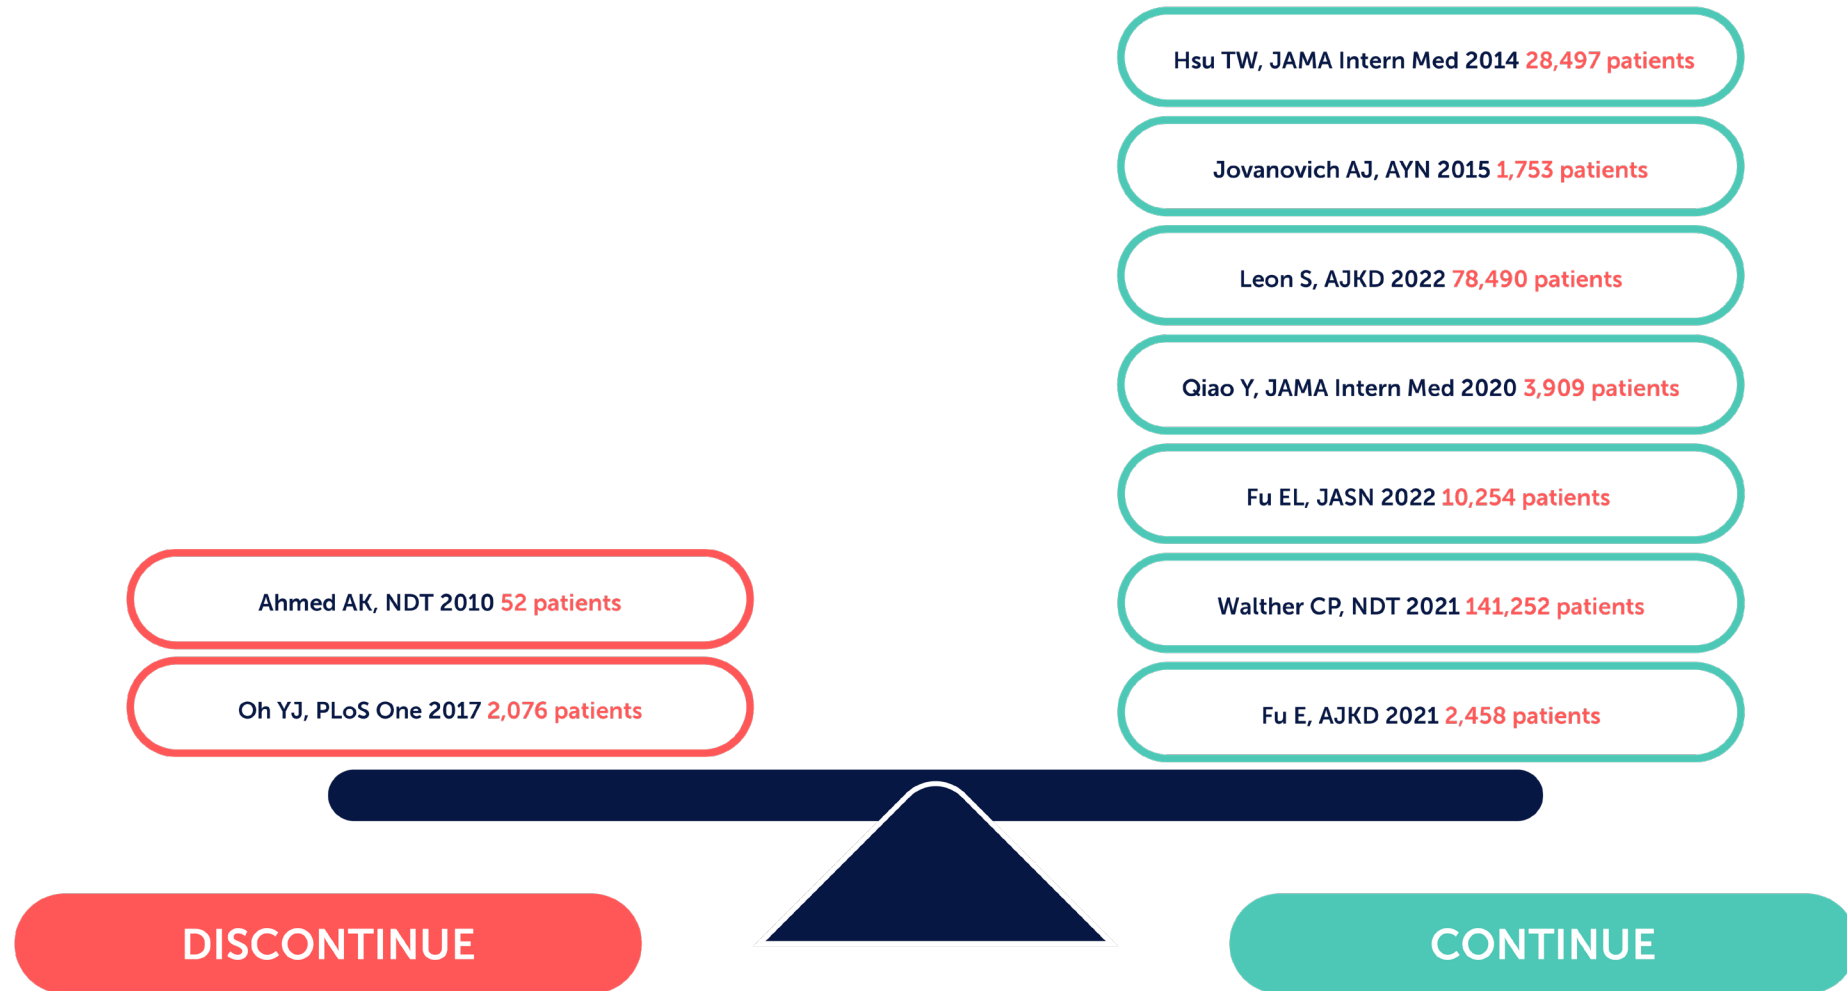 Hsu TW, JAMA Intern Med 2014 28,497 patients
Jovanovich AJ, AYN 2015 1,753 patients
Leon S, AJKD 2022 78,490 patients
Qiao Y, JAMA Intern Med 2020 3,909 patients
Fu EL, JASN 2022 10,254 patients
Ahmed AK, NDT 2010 52 patients
Walther CP, NDT 2021 141,252 patients
Oh YJ, PLoS One 2017 2,076 patients
Fu E, AJKD 2021 2,458 patients
DISCONTINUE
CONTINUE